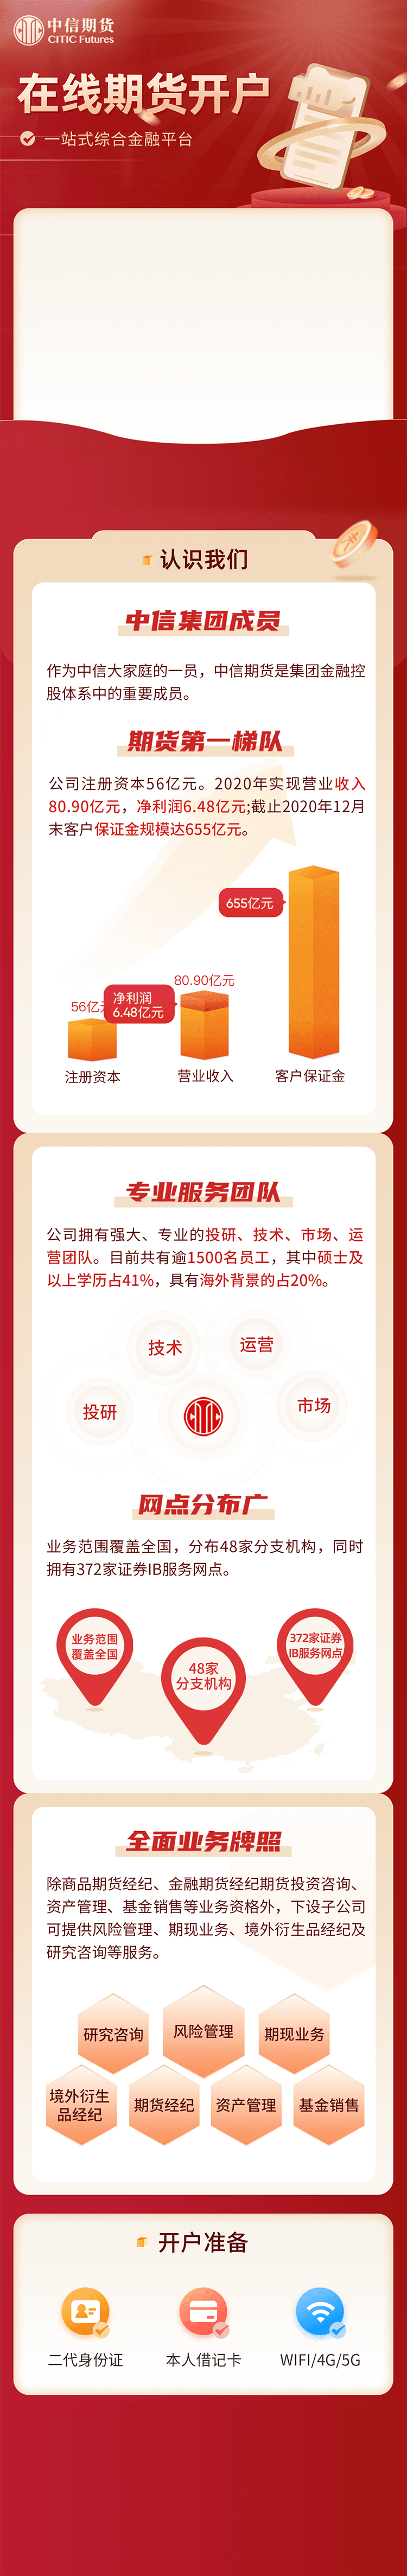 中信期货
CITIC Futures
在线期货开户
一站式综合金融平台
认识我们
中信集团成员
作为中信大家庭的一员，中信期货是集团金融控
股体系中的重要成员。
期货第一梯队
公司注册资本56亿元。2020年实现营业收入
80.90亿元，净利润6.48亿元;截止2020年12月
末客户保证金规模达655亿元。
655亿元
80.90亿元
净利润
56亿
6.48亿元
注册资本
营业收入
客户保证金
专业服务团队
公司拥有强大、专业的投研、技术、市场、运
营团队。目前共有逾1500名员工，其中硕士及
以上学历占41%，具有海外背景的占20%。
技术
运营
投研
市场
网点分布广
业务范围覆盖全国，分布48家分支机构，同时
拥有372家证券IB服务网点。
业务范围
覆盖全国
48家
分支机构
372家证券
IB服务网点
全面业务牌照
除商品期货经纪、金融期货经纪期货投资咨询、
资产管理、基金销售等业务资格外，下设子公司
可提供风险管理、期现业务、境外衍生品经纪及
研究咨询等服务。
研究咨询
风险管理
期现业务
境外衍生
品经纪
期货经纪
资产管理
基金销售
开户准备
二代身份证
本人借记卡
WIFI/4G/5G